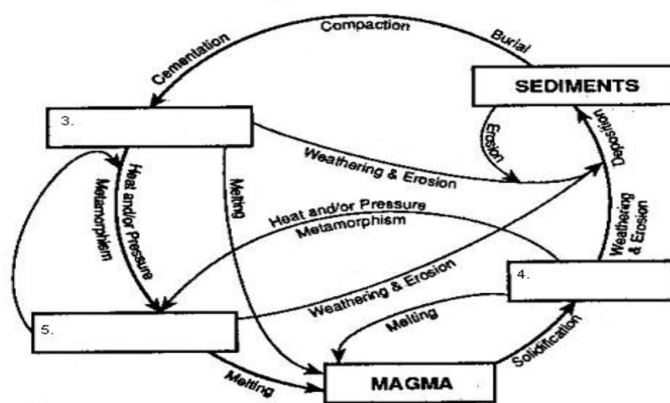 Burial
Compaction
Cementation
SEDIMENTS
3.
Erosion
Deposition
Weathering & Erosion
Heat and/or Pressure
Metamorphism
Melting
Heat and/or Pressure
Metamorphism
Weathering
& Erosion
4.
Weathering & Erosion
5.
Melting
Solidification
Melting
MAGMA